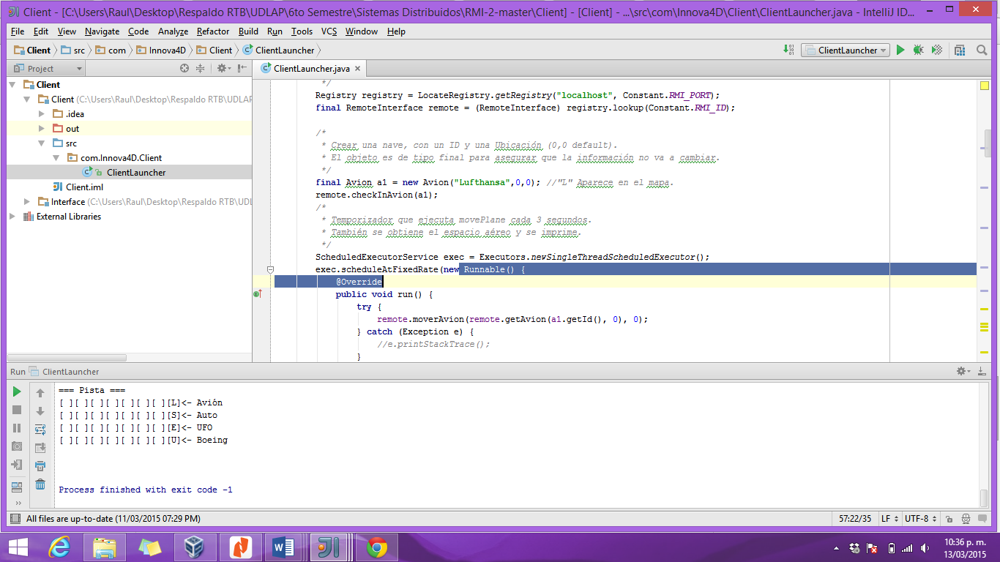 Client - [C:\Users\Raul\Desktop\Respaldo RTB\UDLAP\6to Semestre\Sistemas Distribuidos\RMI-2-master\Client] - [Client] - ...\src\com\Innova4D\Client\ClientLauncher.java - IntelliJ ID...
File Edit View Navigate Code Analyze Refactor Build Run Tools VCS Window Help
Client src com Innova4D Client ClientLauncher ClientLauncher
Project ClientLauncher.java
Client
Client (C:\Users\Raul\Desktop\Respaldo RTB\UDLAP
.idea
out
src
com.Innova4D.Client
ClientLauncher
Client.iml
Interface (C:\Users\Raul\Desktop\Respaldo RTB\UDL
External Libraries
*/
Registry registry = LocateRegistry.getRegistry("localhost", Constant.RMI_PORT);
final RemoteInterface remote = (RemoteInterface) registry.lookup(Constant.RMI_ID);
/*
* Crear una nave, con un ID y una Ubicación (0,0 default).
* El objeto es de tipo final para asegurar que la información no va a cambiar.
*/
final Avion a1 = new Avion("Lufthansa",0,0); //"L" Aparece en el mapa.
remote.checkInAvion(a1);
/*
* Temporizador que ejecuta movePlane cada 3 segundos.
* También se obtiene el espacio aéreo y se imprime.
*/
ScheduledExecutorService exec = Executors.newSingleThreadScheduledExecutor();
exec.scheduleAtFixedRate(new Runnable() {
@Override
public void run() {
try {
remote.moverAvion(remote.getAvion(a1.getId(), 0), 0);
} catch (Exception e) {
//e.printStackTrace();
}
Run ClientLauncher
=== Pista ===
[ ][ ][ ][ ][ ][ ][ ][L]<- Avión
[ ][ ][ ][ ][ ][ ][ ][S]<- Auto
[ ][ ][ ][ ][ ][ ][ ][E]<- UFO
[ ][ ][ ][ ][ ][ ][ ][U]<- Boeing
Process finished with exit code -1
All files are up-to-date (11/03/2015 07:29 PM) 57:22/35 LF UTF-8
10:36 p. m.
13/03/2015